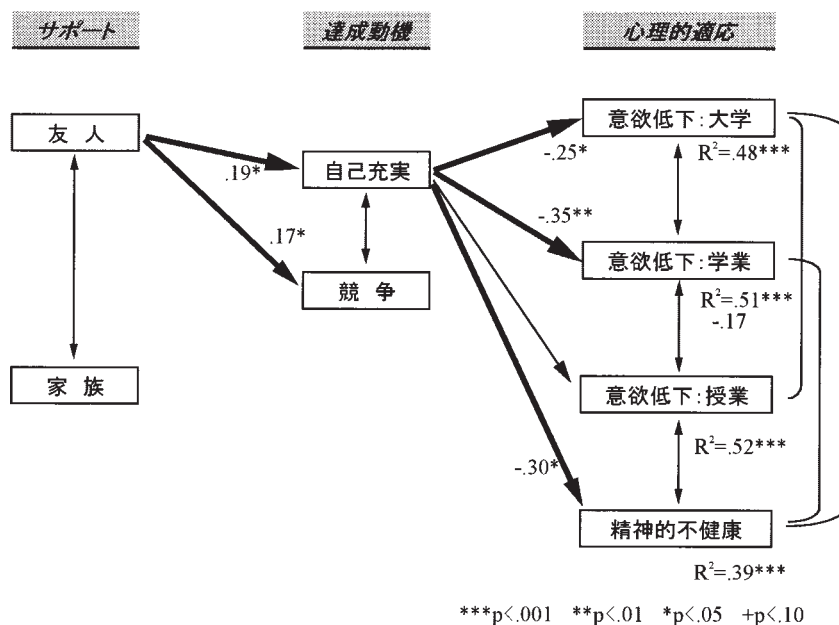 サポート
達成動機
心理的適応
友 人
意欲低下:大学
-.25*
R²=.48***
.19*
自己充実
-.35**
.17*
意欲低下:学業
競 争
R²=.51***
-.17
家 族
意欲低下:授業
R²=.52***
-.30*
精神的不健康
R²=.39***
***p<.001 **p<.01 *p<.05 +p<.10